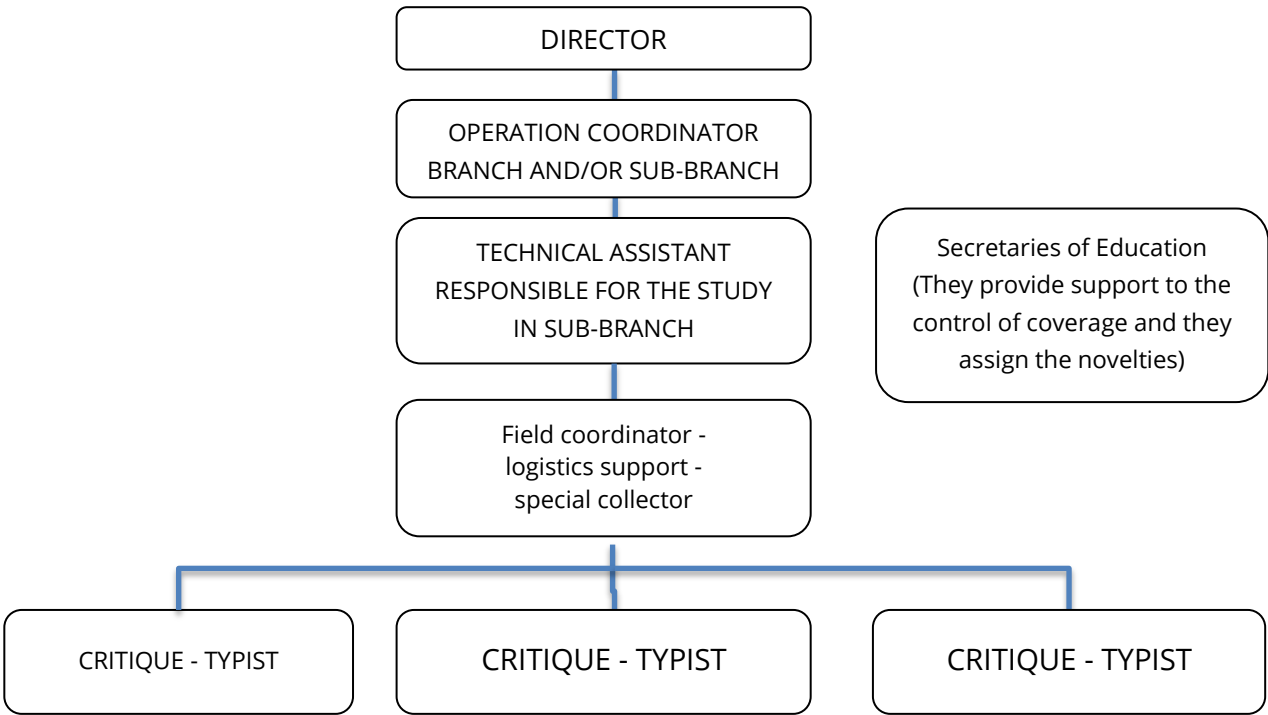 DIRECTOR
OPERATION COORDINATOR
BRANCH AND/OR SUB-BRANCH
TECHNICAL ASSISTANT
RESPONSIBLE FOR THE STUDY
IN SUB-BRANCH
Secretaries of Education
(They provide support to the
control of coverage and they
assign the novelties)
Field coordinator -
logistics support -
special collector
CRITIQUE - TYPIST
CRITIQUE - TYPIST
CRITIQUE - TYPIST